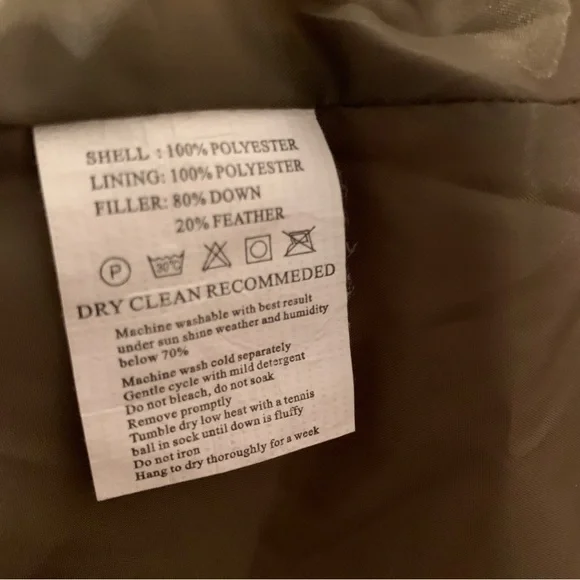 SHELL : 100% POLYESTER
LINING: 100% POLYESTER
FILLER: 80% DOWN
20% FEATHER
P 30°C
DRY CLEAN RECOMMEDED
Machine washable with best result
under sun shine weather and humidity
below 70%
Machine wash cold separately
Gentle cycle with mild detergent
Do not bleach, do not soak
Remove promptly
Tumble dry low heat with a tennis
ball in sock until down is fluffy
Do not iron
Hang to dry thoroughly for a week